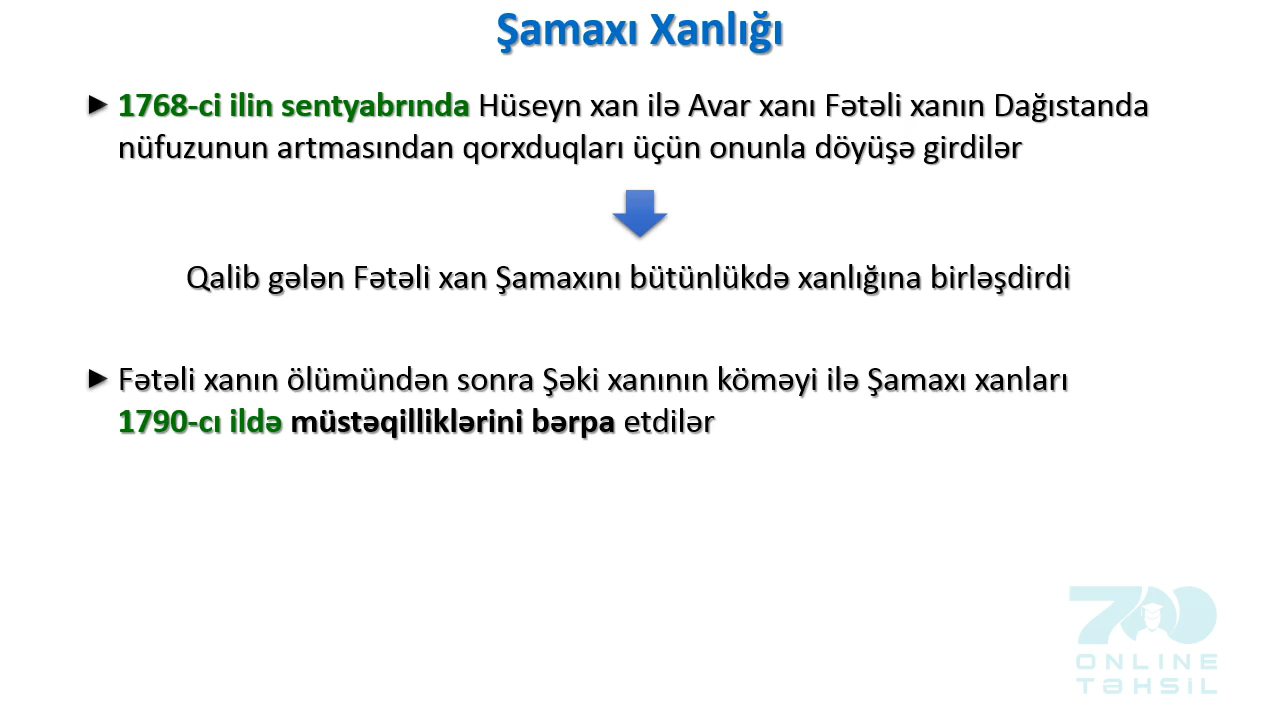 Şamaxı Xanlığı
1768-ci ilin sentyabrında Hüseyn xan ilə Avar xanı Fətəli xanın Dağıstanda
nüfuzunun artmasından qorxduqları üçün onunla döyüşə girdilər
Qalib gələn Fətəli xan Şamaxını bütünlükdə xanlığına birləşdirdi
Fətəli xanın ölümündən sonra Şəki xanının köməyi ilə Şamaxı xanları
1790-cı ildə müstəqilliklərini bərpa etdilər
700
ONLINE
TƏHSİL